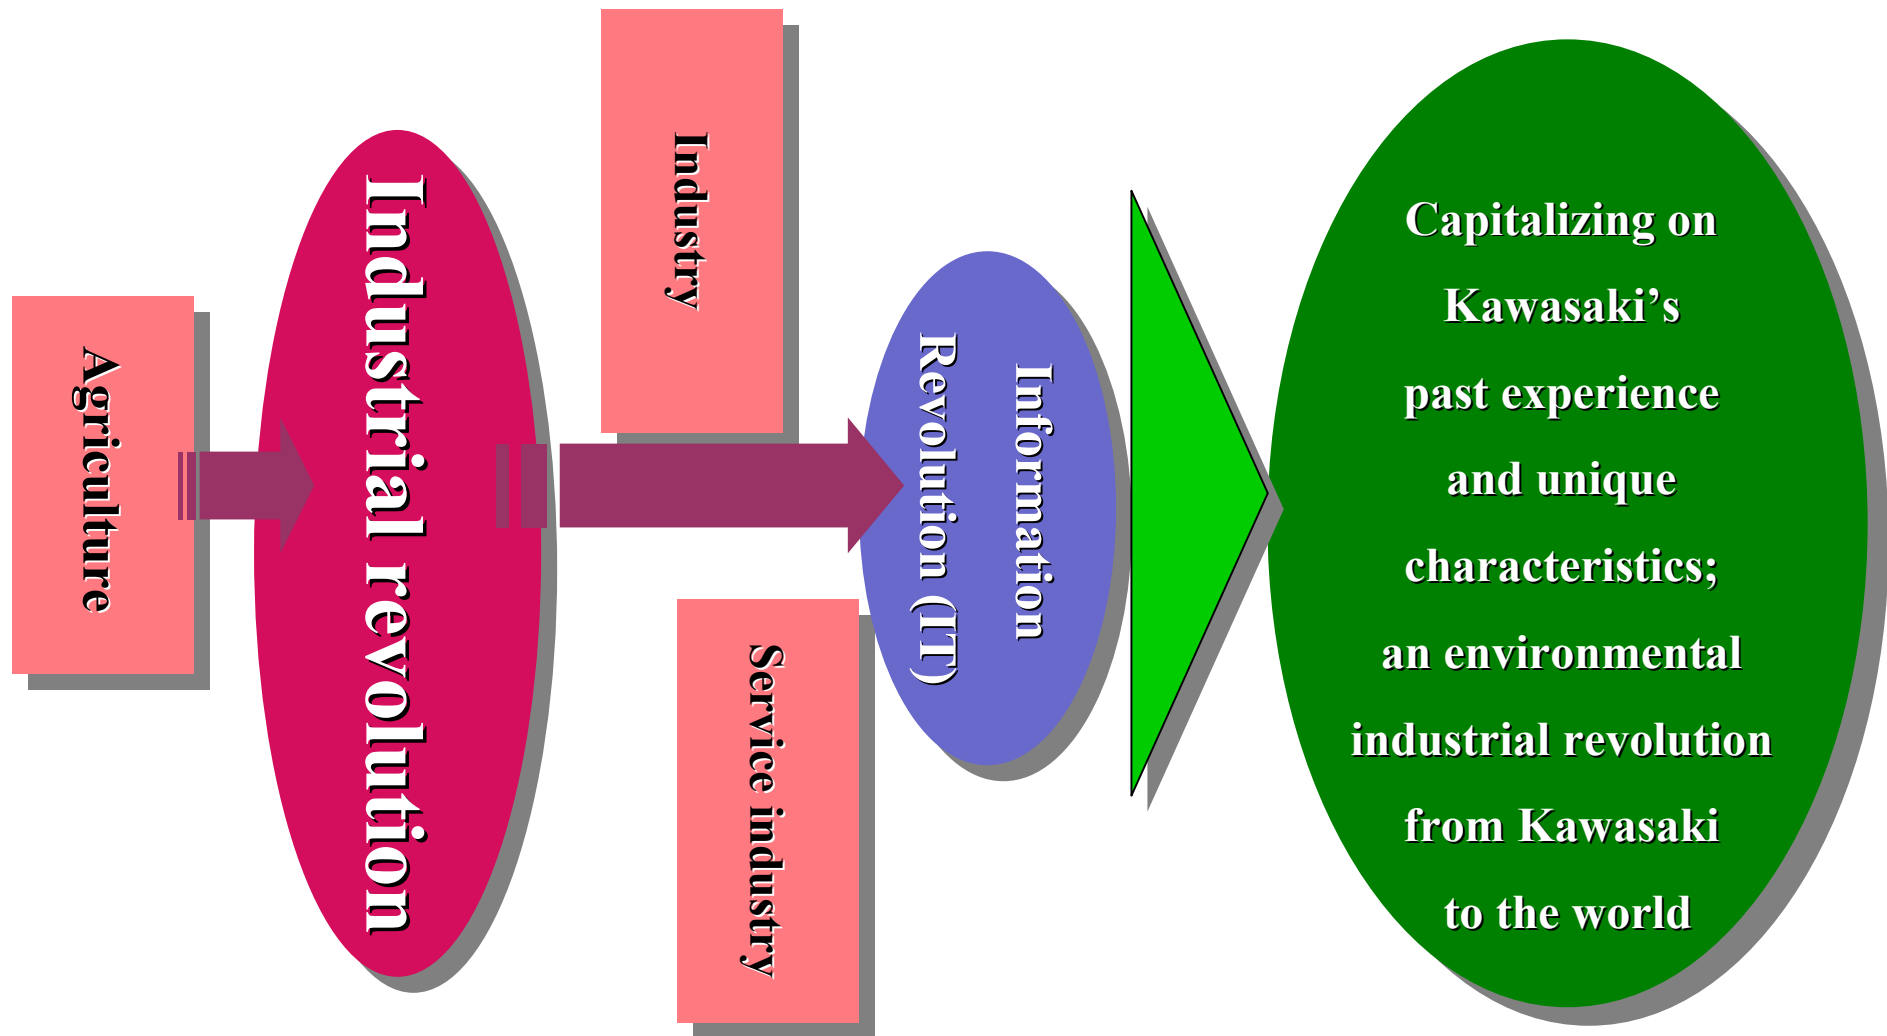 Agriculture
Industrial revolution
Industry
Service industry
Information
Revolution (IT)
Capitalizing on
Kawasaki’s
past experience
and unique
characteristics;
an environmental
industrial revolution
from Kawasaki
to the world